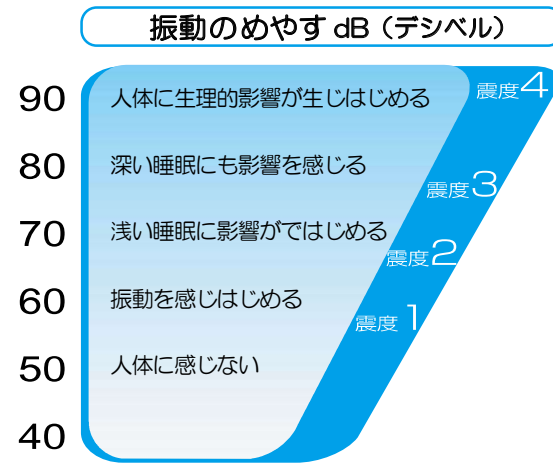 振動のめやす dB（デシベル）
90 人体に生理的影響が生じはじめる 震度4
80 深い睡眠にも影響を感じる
震度3
70 浅い睡眠に影響がではじめる
震度2
60 振動を感じはじめる
震度1
50 人体に感じない
40